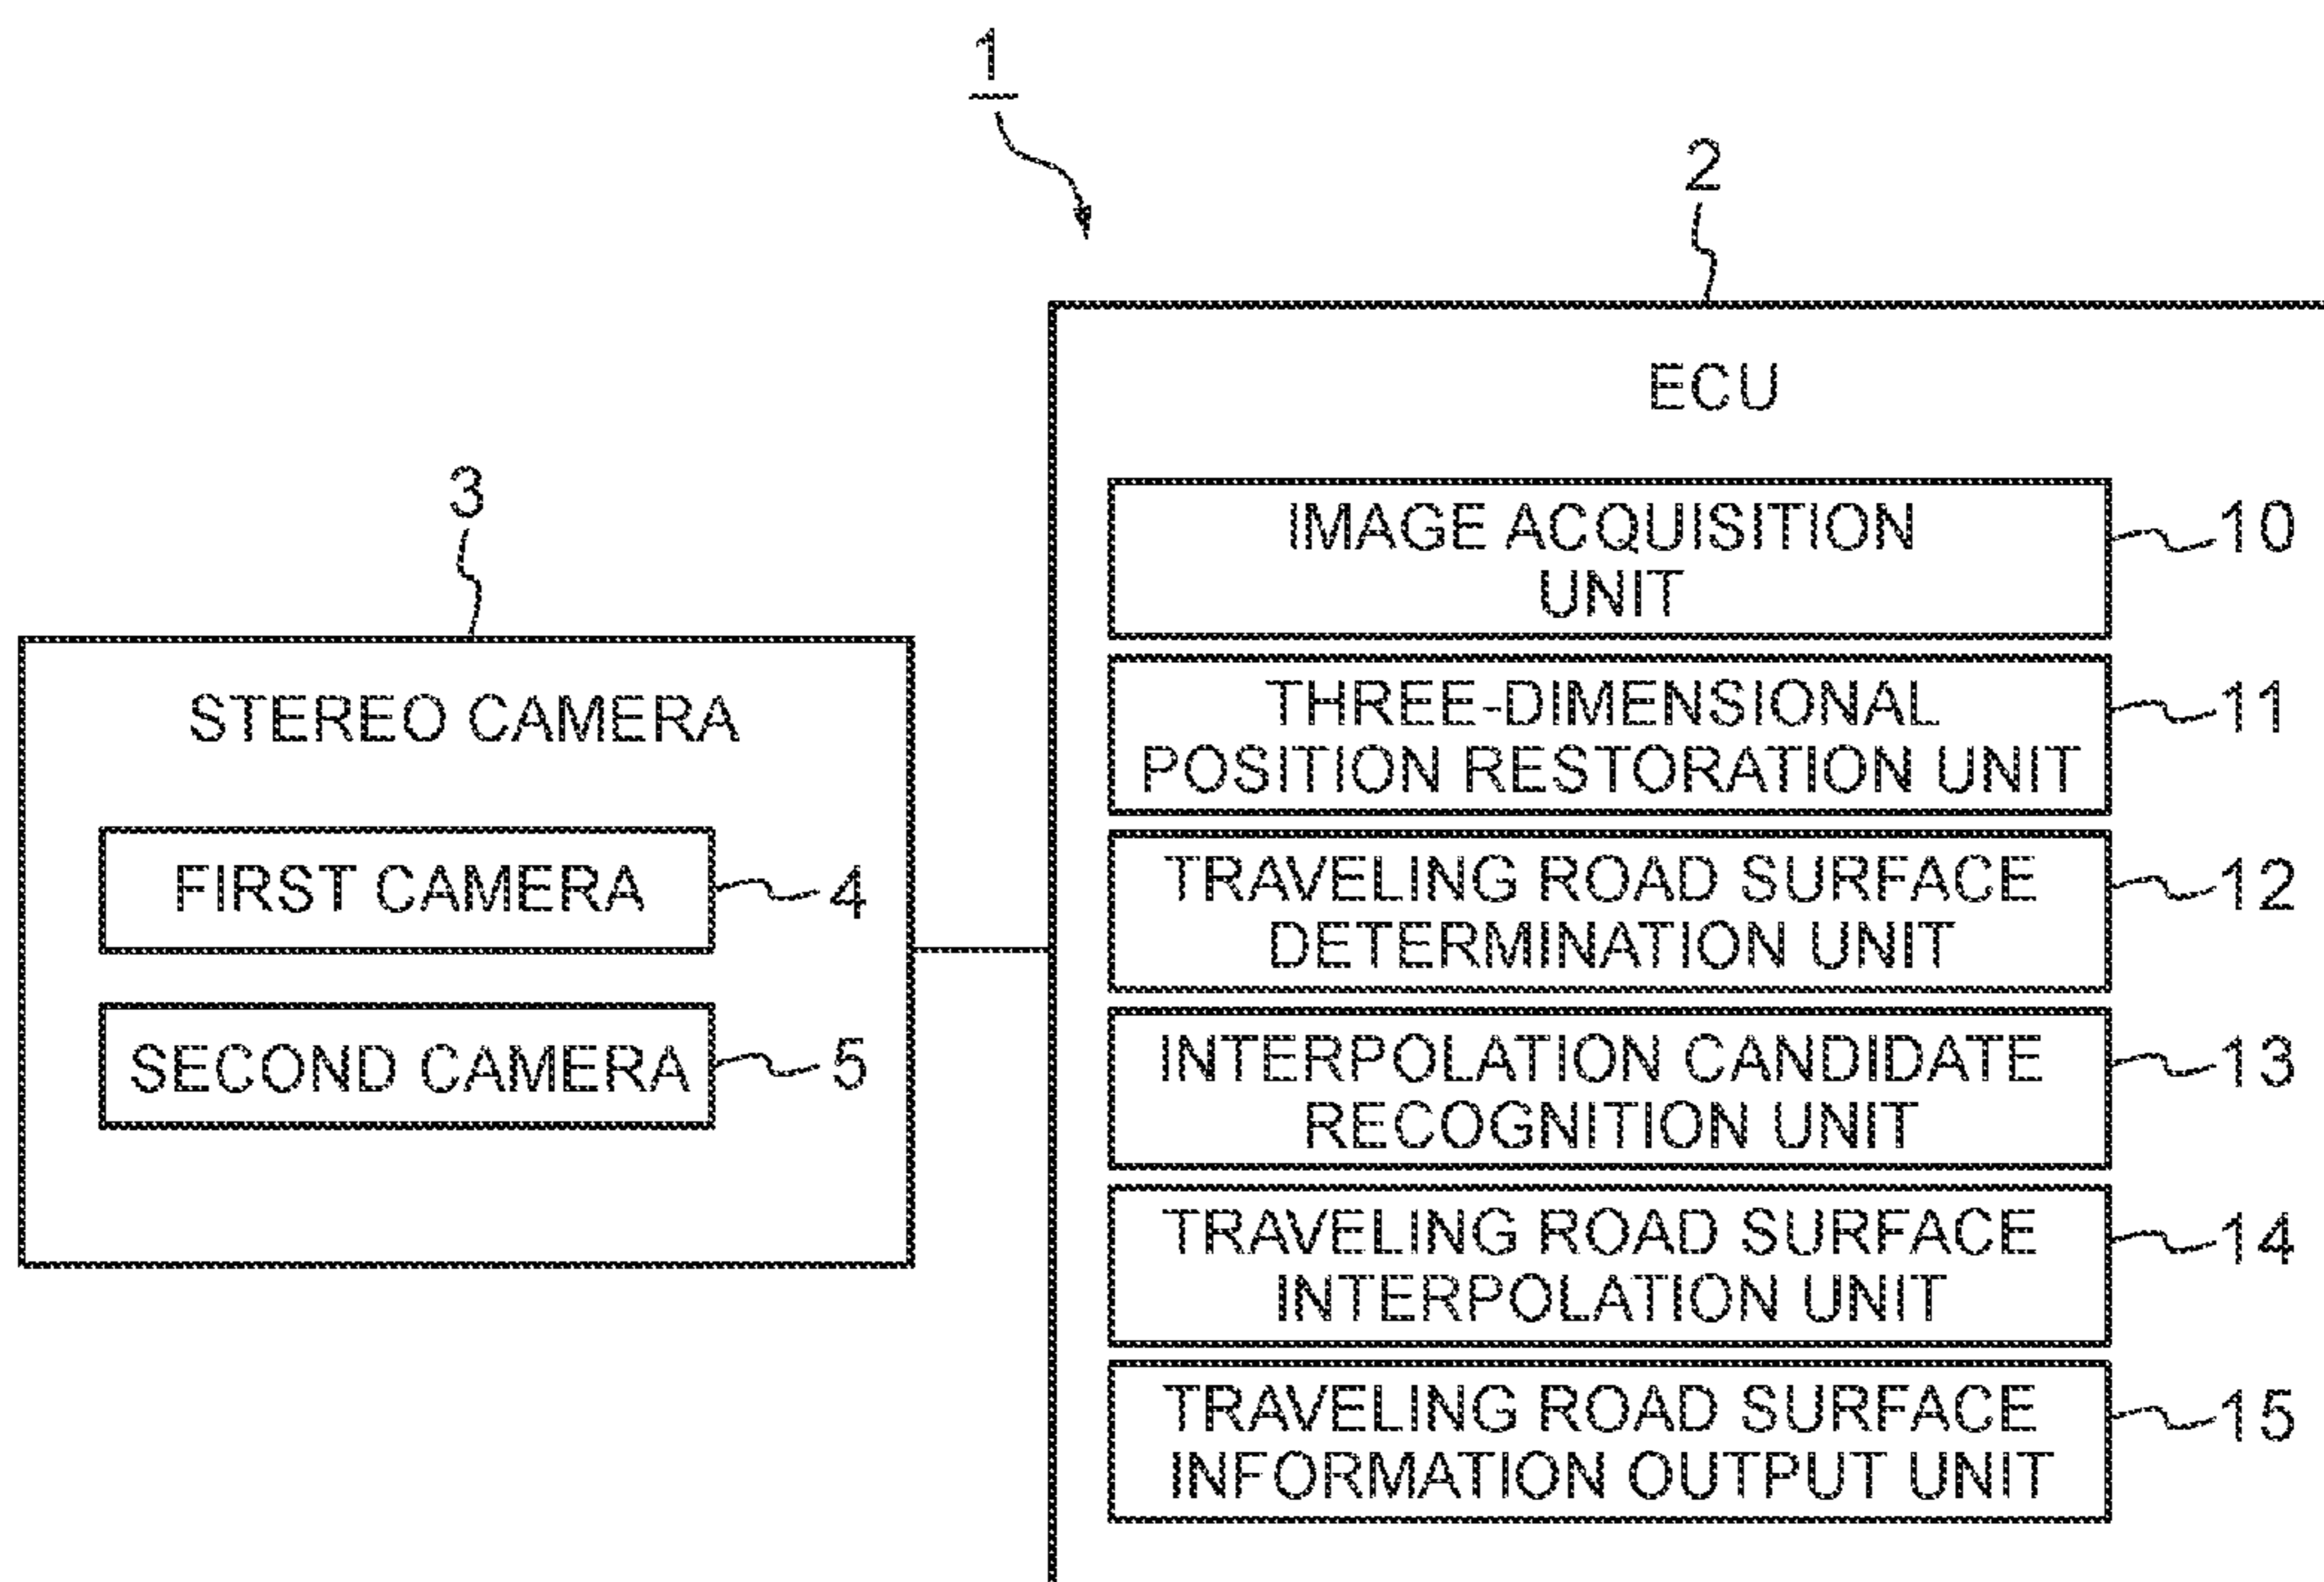 1
2
ECU
3
STEREO CAMERA
FIRST CAMERA
4
SECOND CAMERA
5
IMAGE ACQUISITION
UNIT
10
THREE-DIMENSIONAL
POSITION RESTORATION UNIT
11
TRAVELING ROAD SURFACE
DETERMINATION UNIT
12
INTERPOLATION CANDIDATE
RECOGNITION UNIT
13
TRAVELING ROAD SURFACE
INTERPOLATION UNIT
14
TRAVELING ROAD SURFACE
INFORMATION OUTPUT UNIT
15